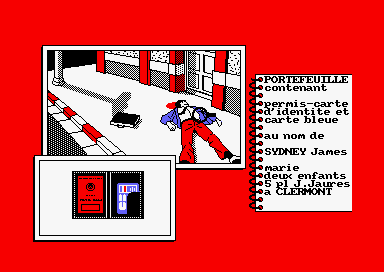 PORTEFEUILLE
contenant
permis-carte
d'identite et
carte bleue
au nom de
SYDNEY James
marie
deux enfants
5 pl J.Jaures
a CLERMONT